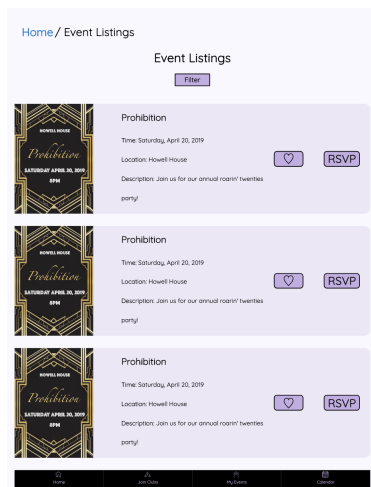 Home / Event Listings
Event Listings
Filter
HOWELL HOUSE
Prohibition
SATURDAY APRIL 20, 2019
8PM
Prohibition
Time: Saturday, April 20, 2019
Location: Howell House
Description: Join us for our annual roarin' twenties
party!
RSVP
HOWELL HOUSE
Prohibition
SATURDAY APRIL 20, 2019
8PM
Prohibition
Time: Saturday, April 20, 2019
Location: Howell House
Description: Join us for our annual roarin' twenties
party!
RSVP
HOWELL HOUSE
Prohibition
SATURDAY APRIL 20, 2019
8PM
Prohibition
Time: Saturday, April 20, 2019
Location: Howell House
Description: Join us for our annual roarin' twenties
party!
RSVP
Home
Join Clubs
My Events
Calendar